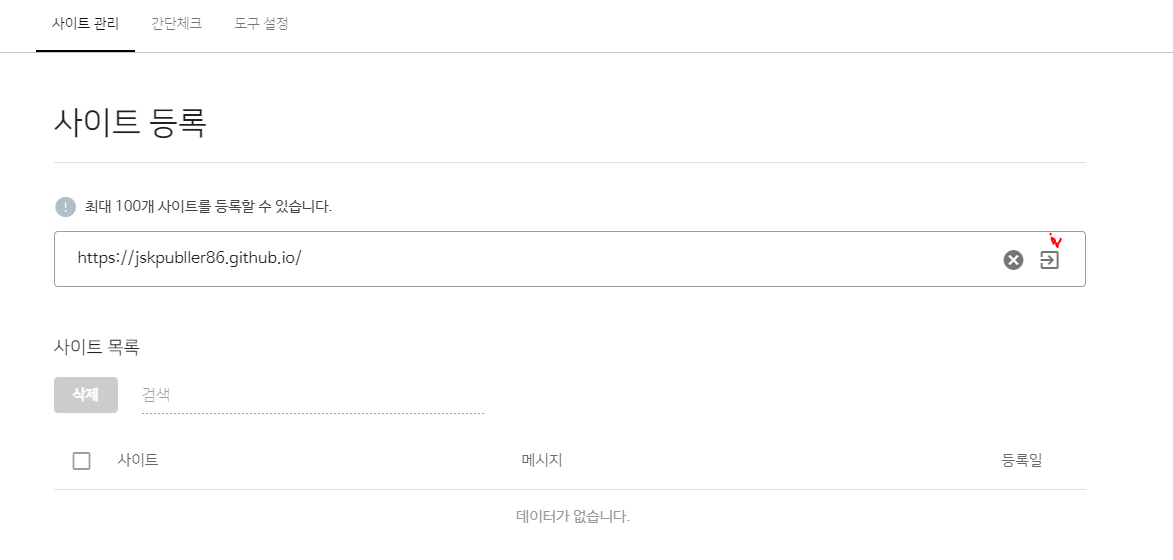 사이트 관리 간단체크 도구 설정
사이트 등록
최대 100개 사이트를 등록할 수 있습니다.
https://jskpubller86.github.io/
사이트 목록
삭제 검색
사이트 메시지 등록일
데이터가 없습니다.